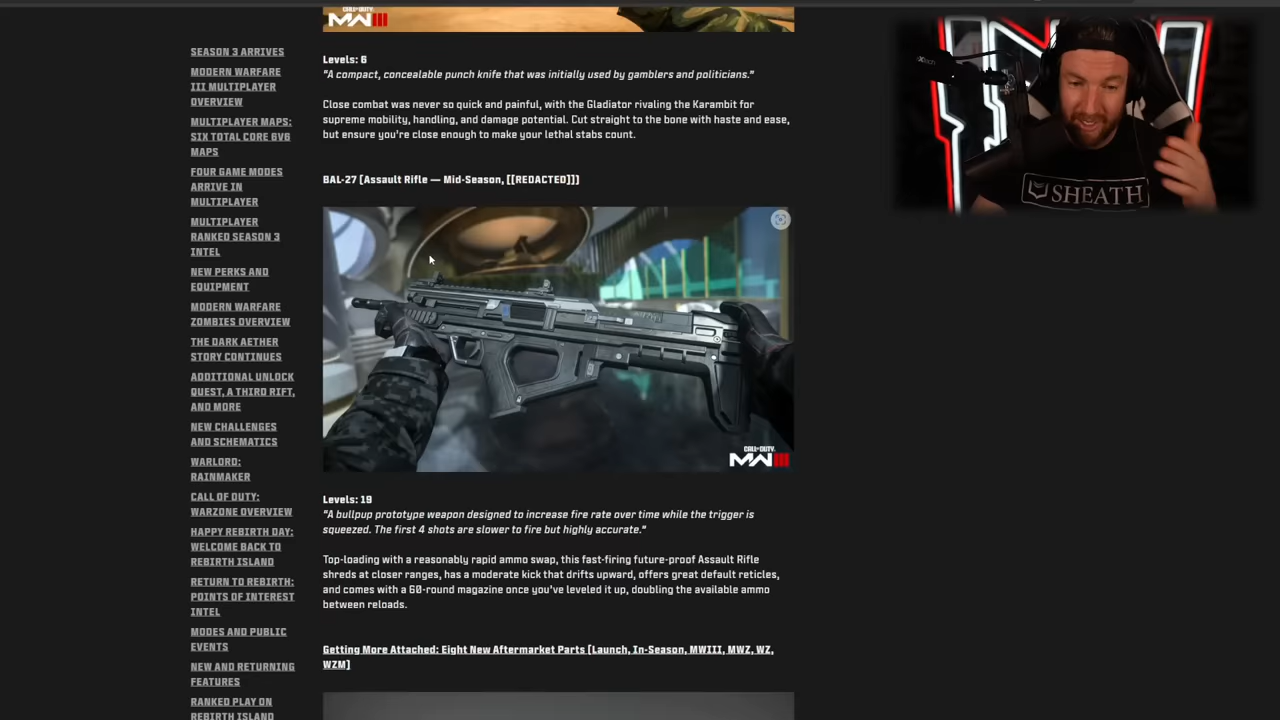 CALL OF DUTY
MW III
SEASON 3 ARRIVES
MODERN WARFARE
III MULTIPLAYER
OVERVIEW
MULTIPLAYER MAPS:
SIX TOTAL CORE 6V6
MAPS
FOUR GAME MODES
ARRIVE IN
MULTIPLAYER
MULTIPLAYER
RANKED SEASON 3
INTEL
NEW PERKS AND
EQUIPMENT
MODERN WARFARE
ZOMBIES OVERVIEW
THE DARK AETHER
STORY CONTINUES
ADDITIONAL UNLOCK
QUEST, A THIRD RIFT,
AND MORE
NEW CHALLENGES
AND SCHEMATICS
WARLORD:
RAINMAKER
CALL OF DUTY:
WARZONE OVERVIEW
HAPPY REBIRTH DAY:
WELCOME BACK TO
REBIRTH ISLAND
RETURN TO REBIRTH:
POINTS OF INTEREST
INTEL
MODES AND PUBLIC
EVENTS
NEW AND RETURNING
FEATURES
RANKED PLAY ON
REBIRTH ISLAND
Levels: 6
"A compact, concealable punch knife that was initially used by gamblers and politicians."
Close combat was never so quick and painful, with the Gladiator rivaling the Karambit for
supreme mobility, handling, and damage potential. Cut straight to the bone with haste and ease,
but ensure you're close enough to make your lethal stabs count.
BAL-27 (Assault Rifle — Mid-Season, [[REDACTED]])
CALL OF DUTY
MW III
Levels: 19
"A bullpup prototype weapon designed to increase fire rate over time while the trigger is
squeezed. The first 4 shots are slower to fire but highly accurate."
Top-loading with a reasonably rapid ammo swap, this fast-firing future-proof Assault Rifle
shreds at closer ranges, has a moderate kick that drifts upward, offers great default reticles,
and comes with a 60-round magazine once you've leveled it up, doubling the available ammo
between reloads.
Getting More Attached: Eight New Aftermarket Parts [Launch, In-Season, MWIII, MWZ, WZ,
WZM]
SHEATH